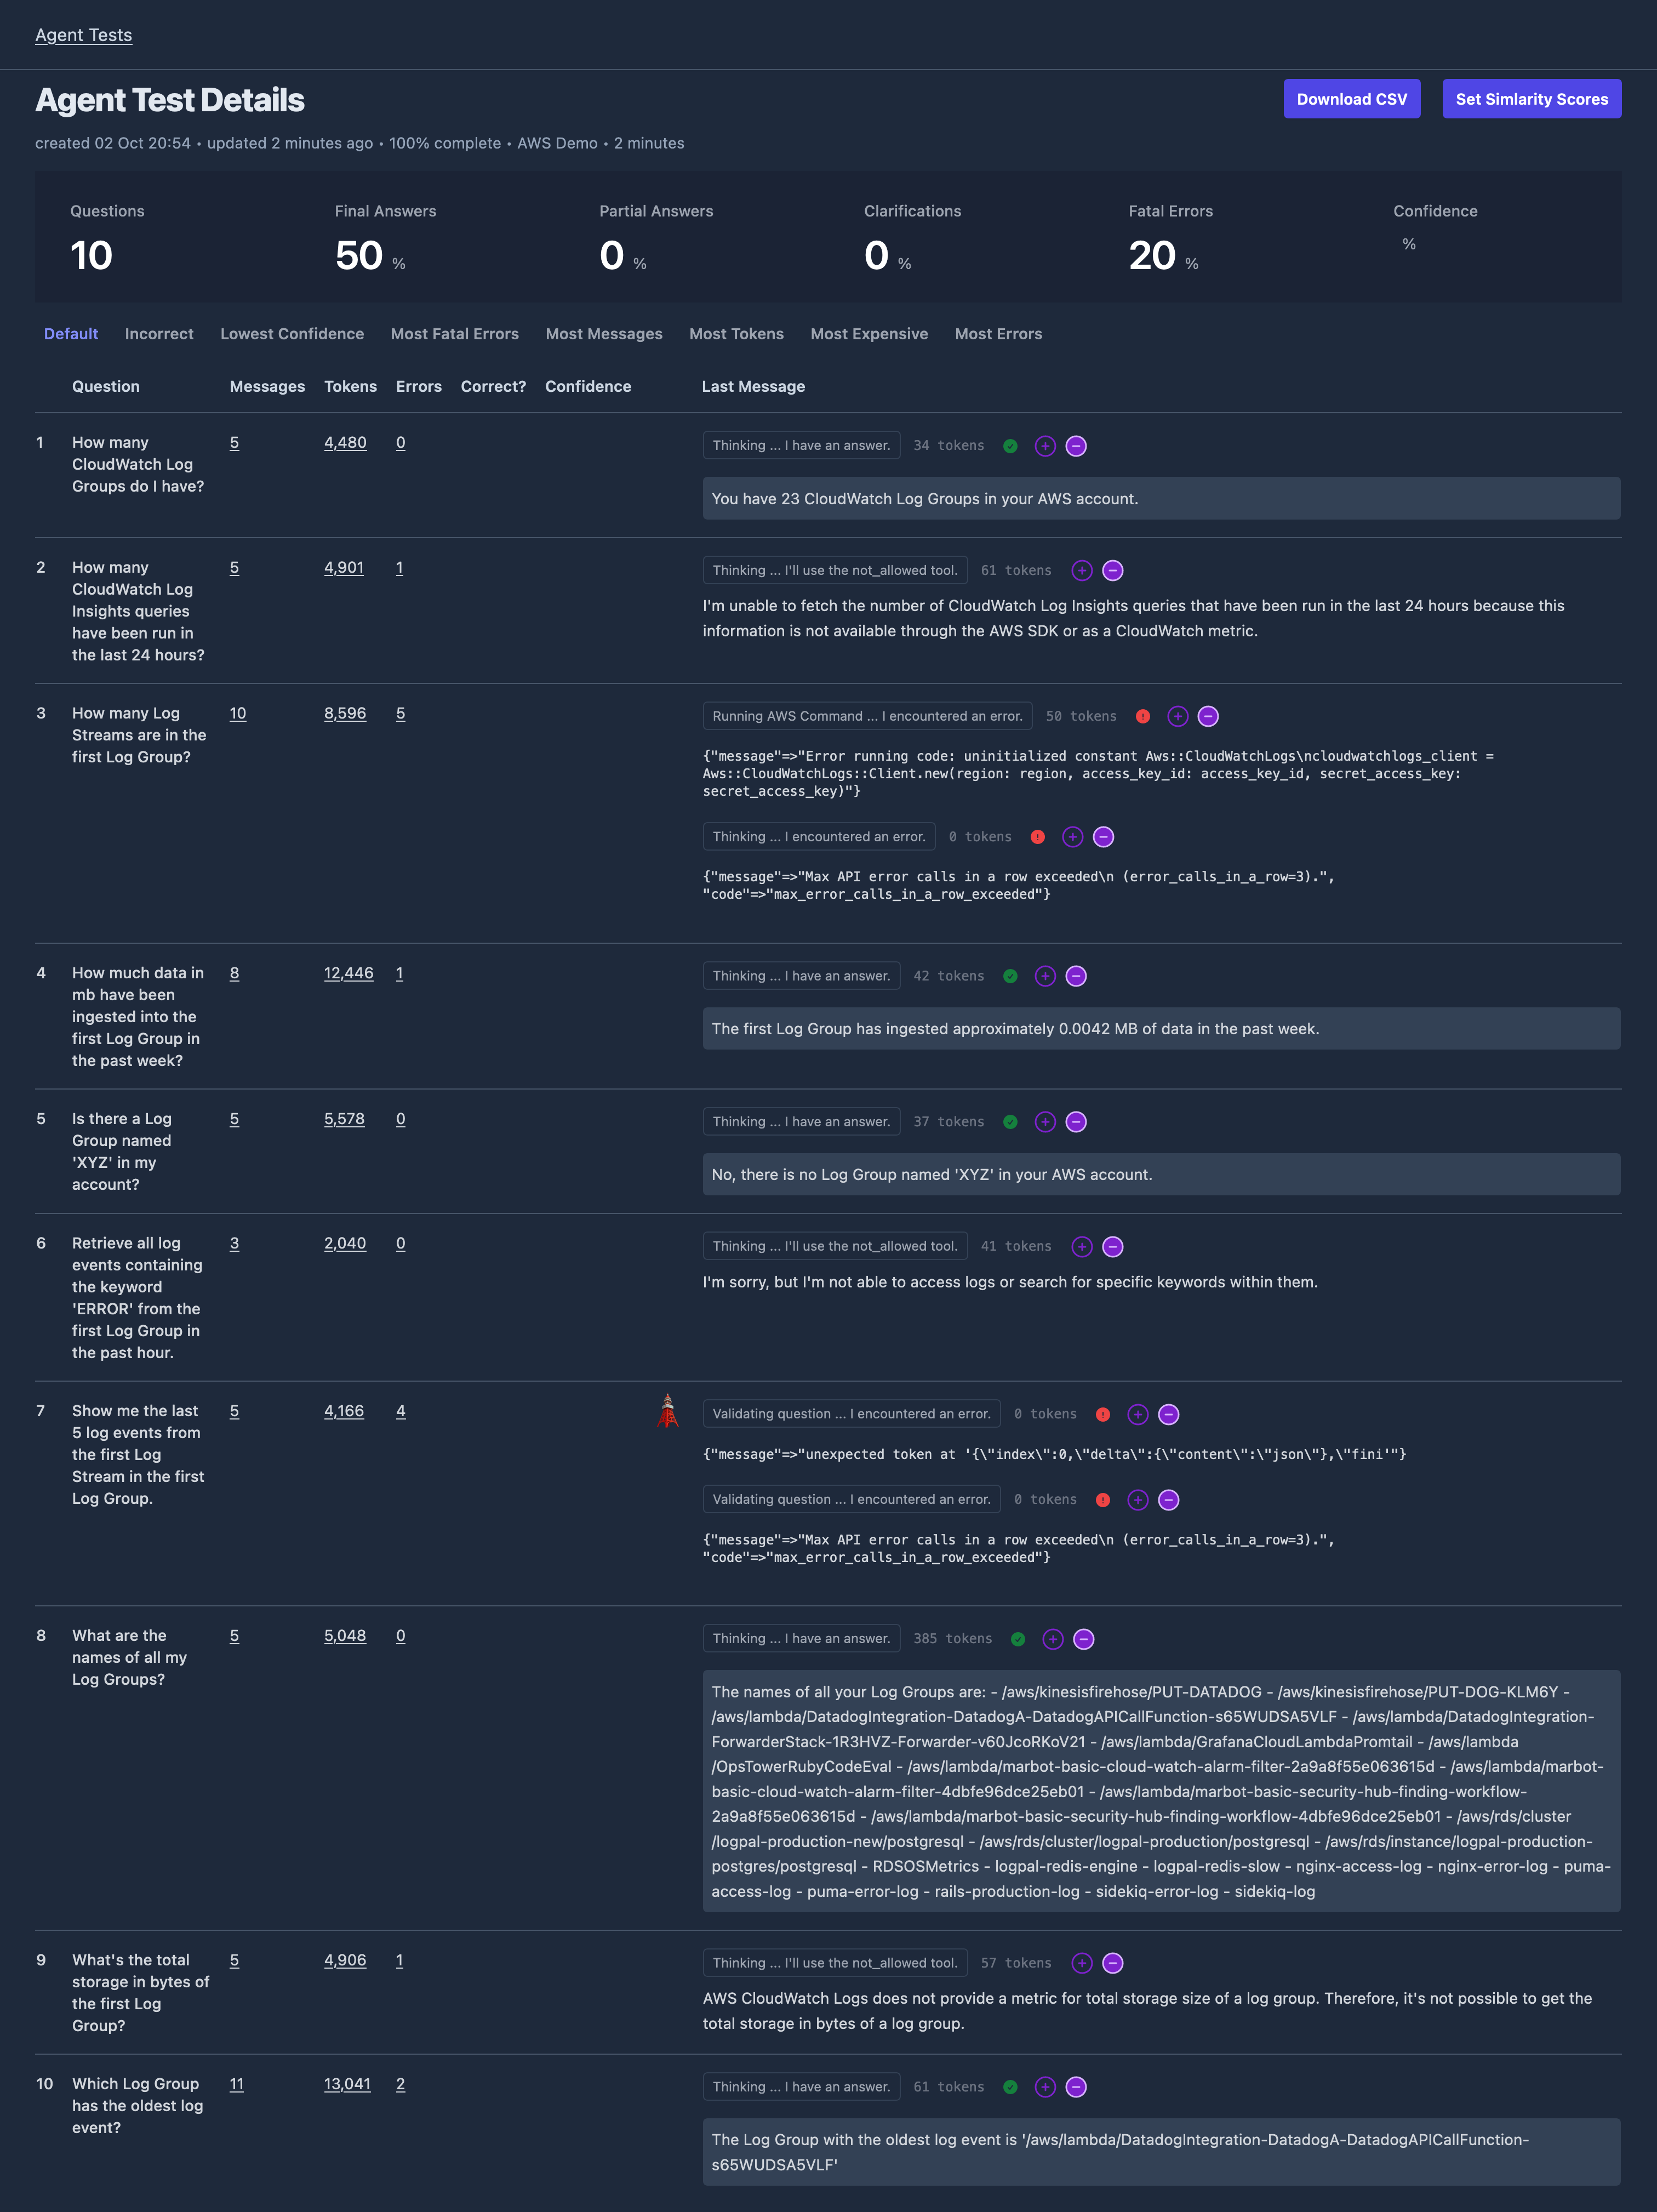 Agent Tests
Agent Test Details
Download CSV
Set Simlarity Scores
created 02 Oct 20:54 • updated 2 minutes ago • 100% complete • AWS Demo • 2 minutes
Questions Final Answers Partial Answers Clarifications Fatal Errors Confidence
10 50 % 0 % 0 % 20 % %
Default Incorrect Lowest Confidence Most Fatal Errors Most Messages Most Tokens Most Expensive Most Errors
Question Messages Tokens Errors Correct? Confidence Last Message
1 How many 5 4,480 0
CloudWatch Log
Groups do I have?
Thinking ... I have an answer. 34 tokens
You have 23 CloudWatch Log Groups in your AWS account.
2 How many 5 4,901 1
CloudWatch Log
Insights queries
have been run in
the last 24 hours?
Thinking ... I'll use the not_allowed tool. 61 tokens
I'm unable to fetch the number of CloudWatch Log Insights queries that have been run in the last 24 hours because this
information is not available through the AWS SDK or as a CloudWatch metric.
3 How many Log 10 8,596 5
Streams are in the
first Log Group?
Running AWS Command ... I encountered an error. 50 tokens
{"message"=>"Error running code: uninitialized constant Aws::CloudWatchLogs\ncloudwatchlogs_client =
Aws::CloudWatchLogs::Client.new(region: region, access_key_id: access_key_id, secret_access_key:
secret_access_key)"}
Thinking ... I encountered an error. 0 tokens
{"message"=>"Max API error calls in a row exceeded\n (error_calls_in_a_row=3).",
"code"=>"max_error_calls_in_a_row_exceeded"}
4 How much data in 8 12,446 1
mb have been
ingested into the
first Log Group in
the past week?
Thinking ... I have an answer. 42 tokens
The first Log Group has ingested approximately 0.0042 MB of data in the past week.
5 Is there a Log 5 5,578 0
Group named
'XYZ' in my
account?
Thinking ... I have an answer. 37 tokens
No, there is no Log Group named 'XYZ' in your AWS account.
6 Retrieve all log 3 2,040 0
events containing
the keyword
'ERROR' from the
first Log Group in
the past hour.
Thinking ... I'll use the not_allowed tool. 41 tokens
I'm sorry, but I'm not able to access logs or search for specific keywords within them.
7 Show me the last 5 4,166 4
5 log events from
the first Log
Stream in the first
Log Group.
Validating question ... I encountered an error. 0 tokens
{"message"=>"unexpected token at '{\"index\":0,\"delta\":{\"content\":\"json\"},\"fini'"}
Validating question ... I encountered an error. 0 tokens
{"message"=>"Max API error calls in a row exceeded\n (error_calls_in_a_row=3).",
"code"=>"max_error_calls_in_a_row_exceeded"}
8 What are the 5 5,048 0
names of all my
Log Groups?
Thinking ... I have an answer. 385 tokens
The names of all your Log Groups are: - /aws/kinesisfirehose/PUT-DATADOG - /aws/kinesisfirehose/PUT-DOG-KLM6Y -
/aws/lambda/DatadogIntegration-DatadogA-DatadogAPICallFunction-s65WUDSA5VLF - /aws/lambda/DatadogIntegration-
ForwarderStack-1R3HVZ-Forwarder-v60JcoRKoV21 - /aws/lambda/GrafanaCloudLambdaPromtail - /aws/lambda
/OpsTowerRubyCodeEval - /aws/lambda/marbot-basic-cloud-watch-alarm-filter-2a9a8f55e063615d - /aws/lambda/marbot-
basic-cloud-watch-alarm-filter-4dbfe96dce25eb01 - /aws/lambda/marbot-basic-security-hub-finding-workflow-
2a9a8f55e063615d - /aws/lambda/marbot-basic-security-hub-finding-workflow-4dbfe96dce25eb01 - /aws/rds/cluster
/logpal-production-new/postgresql - /aws/rds/cluster/logpal-production/postgresql - /aws/rds/instance/logpal-production-
postgres/postgresql - RDSOSMetrics - logpal-redis-engine - logpal-redis-slow - nginx-access-log - nginx-error-log - puma-
access-log - puma-error-log - rails-production-log - sidekiq-error-log - sidekiq-log
9 What's the total 5 4,906 1
storage in bytes of
the first Log
Group?
Thinking ... I'll use the not_allowed tool. 57 tokens
AWS CloudWatch Logs does not provide a metric for total storage size of a log group. Therefore, it's not possible to get the
total storage in bytes of a log group.
10 Which Log Group 11 13,041 2
has the oldest log
event?
Thinking ... I have an answer. 61 tokens
The Log Group with the oldest log event is '/aws/lambda/DatadogIntegration-DatadogA-DatadogAPICallFunction-
s65WUDSA5VLF'